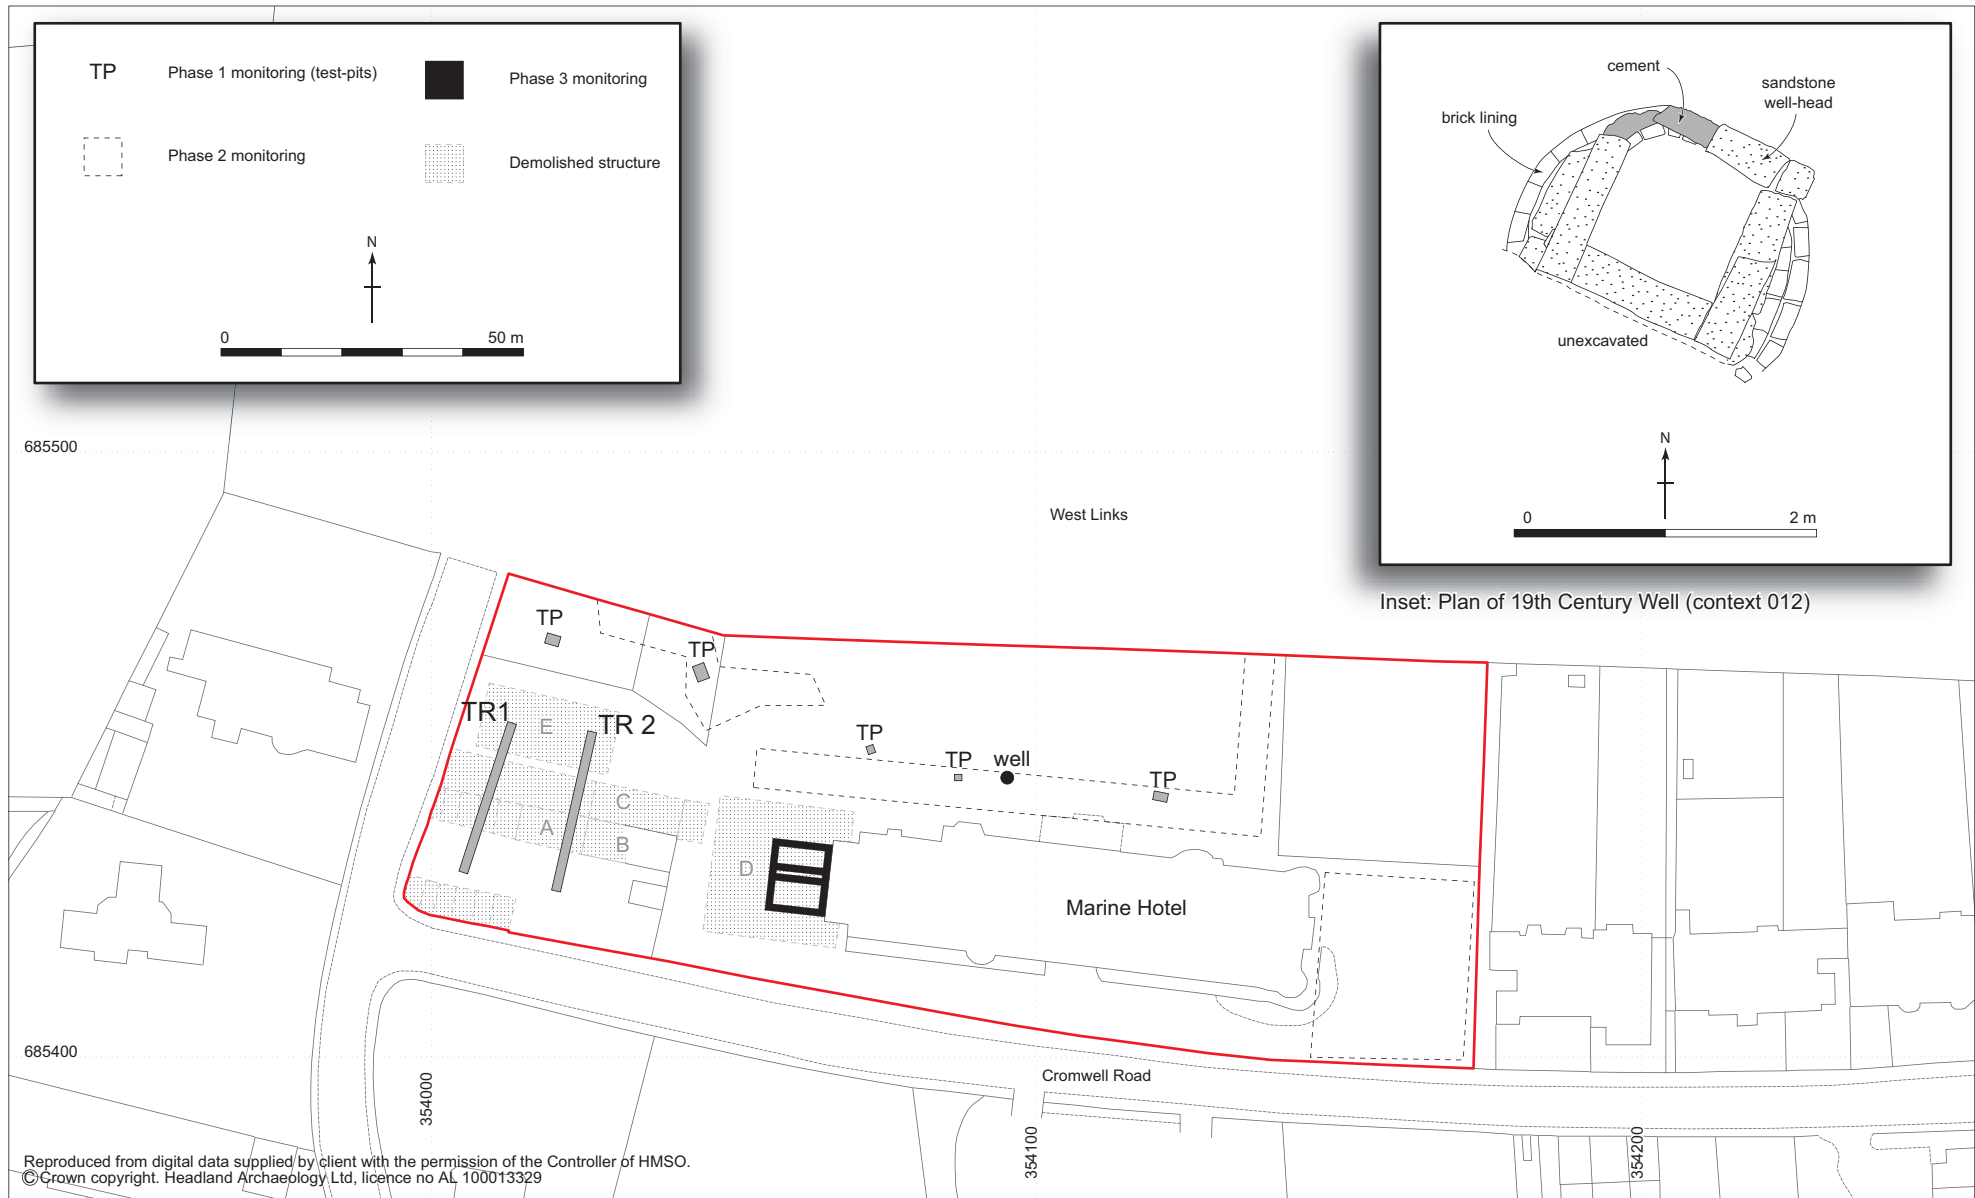 TP
Phase 1 monitoring (test-pits)
Phase 3 monitoring
Phase 2 monitoring
Demolished structure
N
0
50 m
cement
sandstone
well-head
brick lining
unexcavated
N
0
2 m
Inset: Plan of 19th Century Well (context 012)
685500
West Links
TP
TP
TR1
E
TR 2
TP
TP
well
TP
C
A
B
D
Marine Hotel
685400
354000
Cromwell Road
354100
354200
Reproduced from digital data supplied by client with the permission of the Controller of HMSO.
© Crown copyright. Headland Archaeology Ltd, licence no AL 100013329